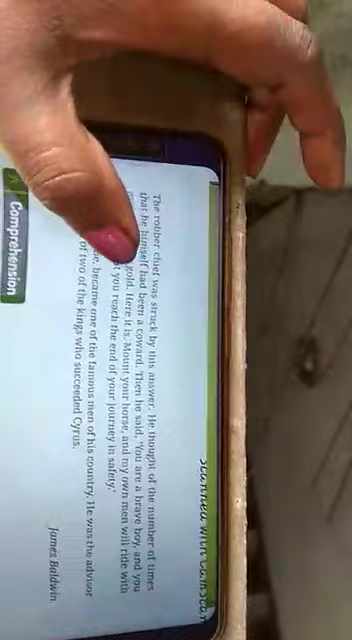 Scanned with CamScan
The robber chief was struck by this answer. He thought of the number of times
that he himself had been a coward. Then he said, 'You are a brave boy, and you
gold. Here it is. Mount your horse, and my own men will ride with
you reach the end of your journey in safety.'
became one of the famous men of his country. He was the advisor
of two of the kings who succeeded Cyrus.
James Baldwin
Comprehension